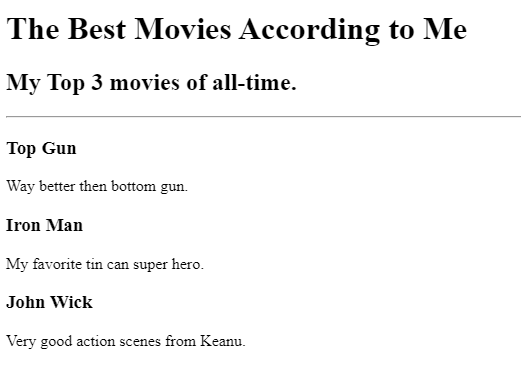 The Best Movies According to Me
My Top 3 movies of all-time.
Top Gun
Way better then bottom gun.
Iron Man
My favorite tin can super hero.
John Wick
Very good action scenes from Keanu.